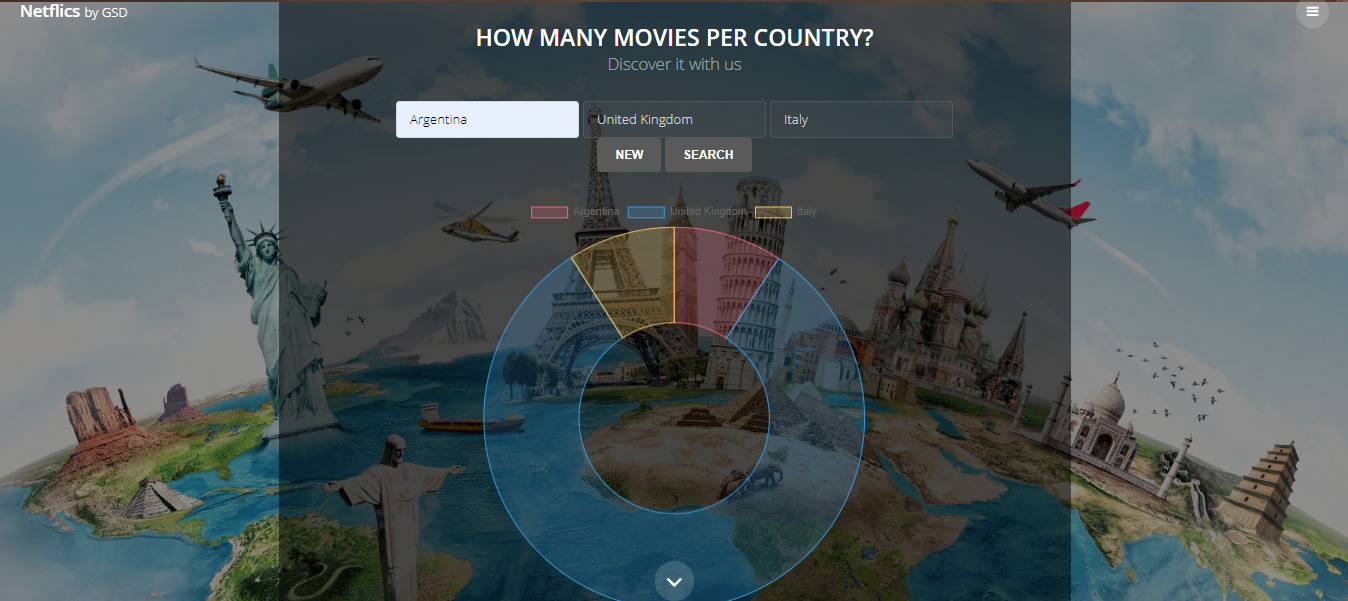 Netflics by GSD
HOW MANY MOVIES PER COUNTRY?
Discover it with us
Argentina United Kingdom Italy
NEW SEARCH
Argentina United Kingdom Italy